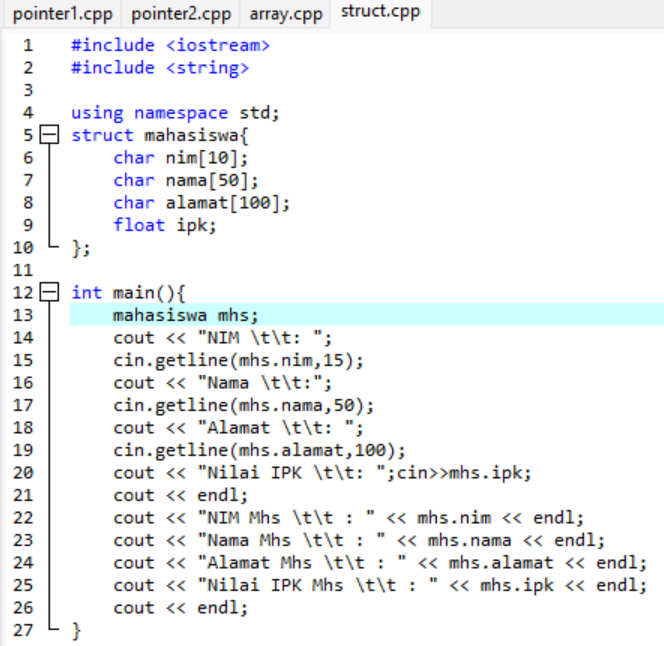 pointer1.cpp pointer2.cpp array.cpp struct.cpp
1 #include <iostream>
2 #include <string>
3
4 using namespace std;
5 struct mahasiswa{
6 char nim[10];
7 char nama[50];
8 char alamat[100];
9 float ipk;
10 };
11
12 int main(){
13 mahasiswa mhs;
14 cout << "NIM \t\t: ";
15 cin.getline(mhs.nim,15);
16 cout << "Nama \t\t:";
17 cin.getline(mhs.nama,50);
18 cout << "Alamat \t\t: ";
19 cin.getline(mhs.alamat,100);
20 cout << "Nilai IPK \t\t: ";cin>>mhs.ipk;
21 cout << endl;
22 cout << "NIM Mhs \t\t : " << mhs.nim << endl;
23 cout << "Nama Mhs \t\t : " << mhs.nama << endl;
24 cout << "Alamat Mhs \t\t : " << mhs.alamat << endl;
25 cout << "Nilai IPK Mhs \t\t : " << mhs.ipk << endl;
26 cout << endl;
27 }